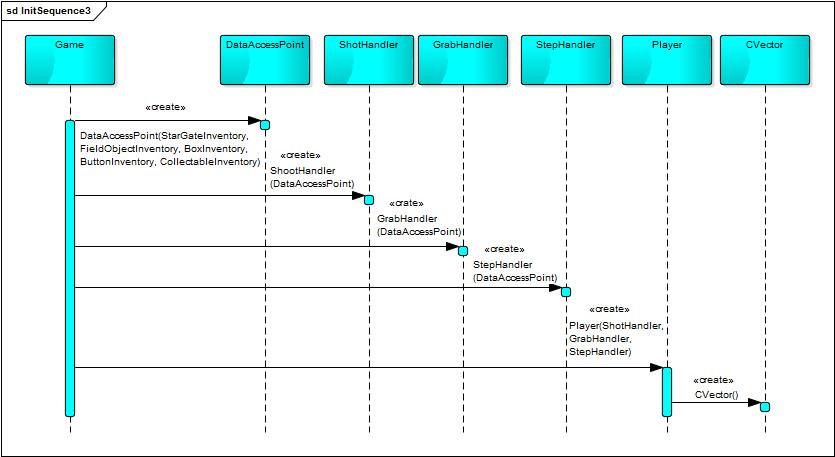 sd InitSequence3
Game
DataAccessPoint
ShotHandler
GrabHandler
StepHandler
Player
CVector
«create»
DataAccessPoint(StarGateInventory,
FieldObjectInventory, BoxInventory,
ButtonInventory, CollectableInventory)
«create»
ShootHandler
(DataAccessPoint)
«crate»
GrabHandler
(DataAccessPoint)
«create»
StepHandler
(DataAccessPoint)
«create»
Player(ShotHandler,
GrabHandler,
StepHandler)
«create»
CVector()